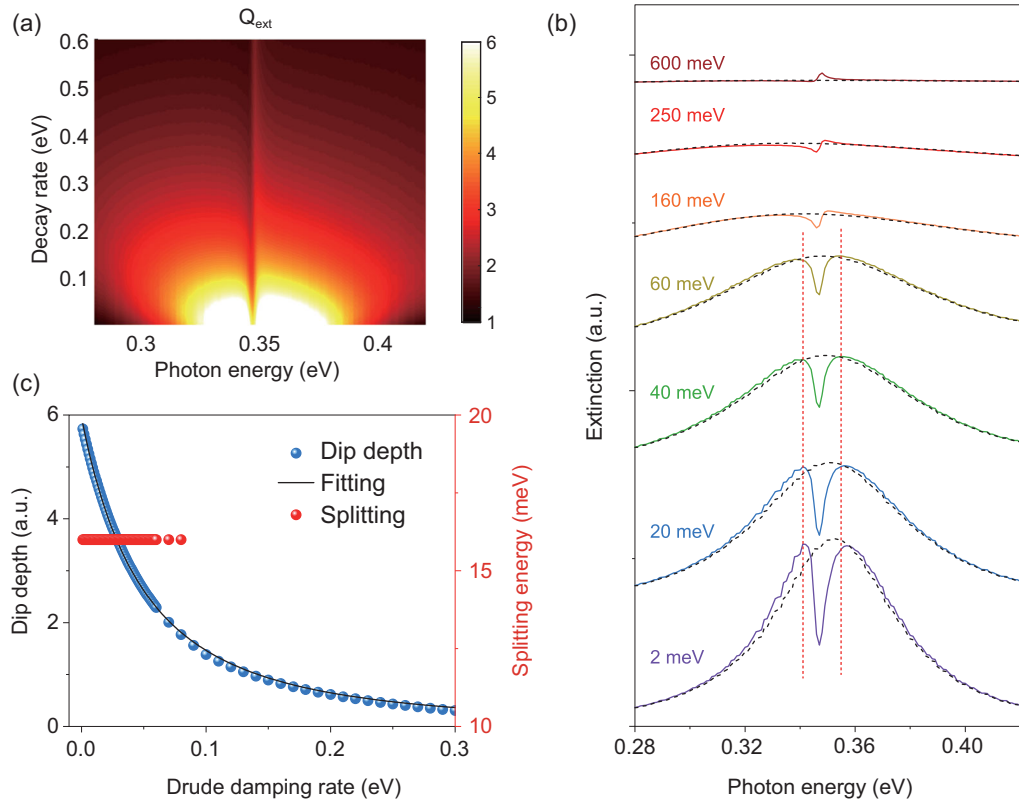 (a)
Q_ext
Decay rate (eV)
0.6
0.5
0.4
0.3
0.2
0.1
0.3
0.35
0.4
Photon energy (eV)
6
5
4
3
2
1
(b)
600 meV
250 meV
160 meV
60 meV
40 meV
20 meV
2 meV
Extinction (a.u.)
0.28
0.32
0.36
0.40
Photon energy (eV)
(c)
Dip depth (a.u.)
6
4
2
0
Dip depth
Fitting
Splitting
20
15
10
Splitting energy (meV)
0.0
0.1
0.2
0.3
Drude damping rate (eV)